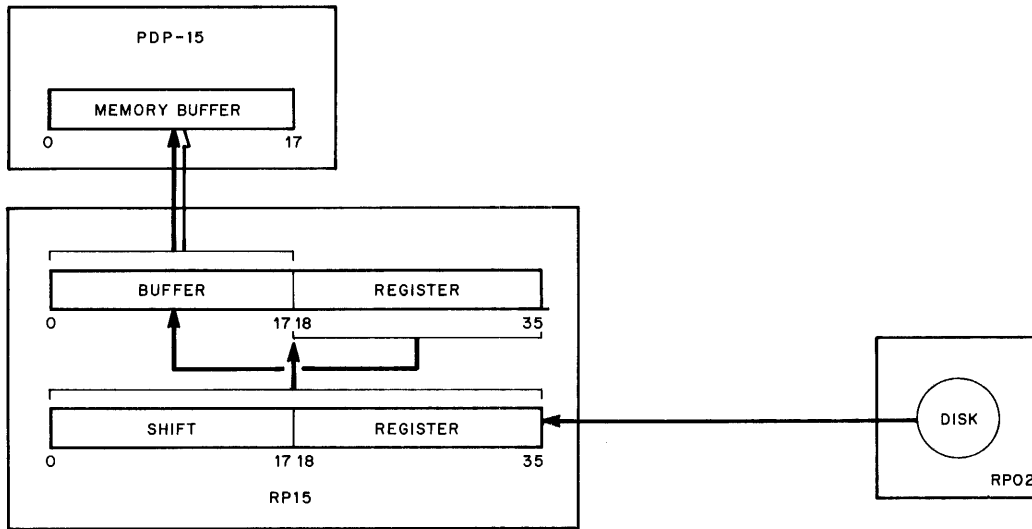 PDP-15
MEMORY BUFFER
0 17
BUFFER REGISTER
0 17 18 35
SHIFT REGISTER
0 17 18 35
RP15
DISK
RP02